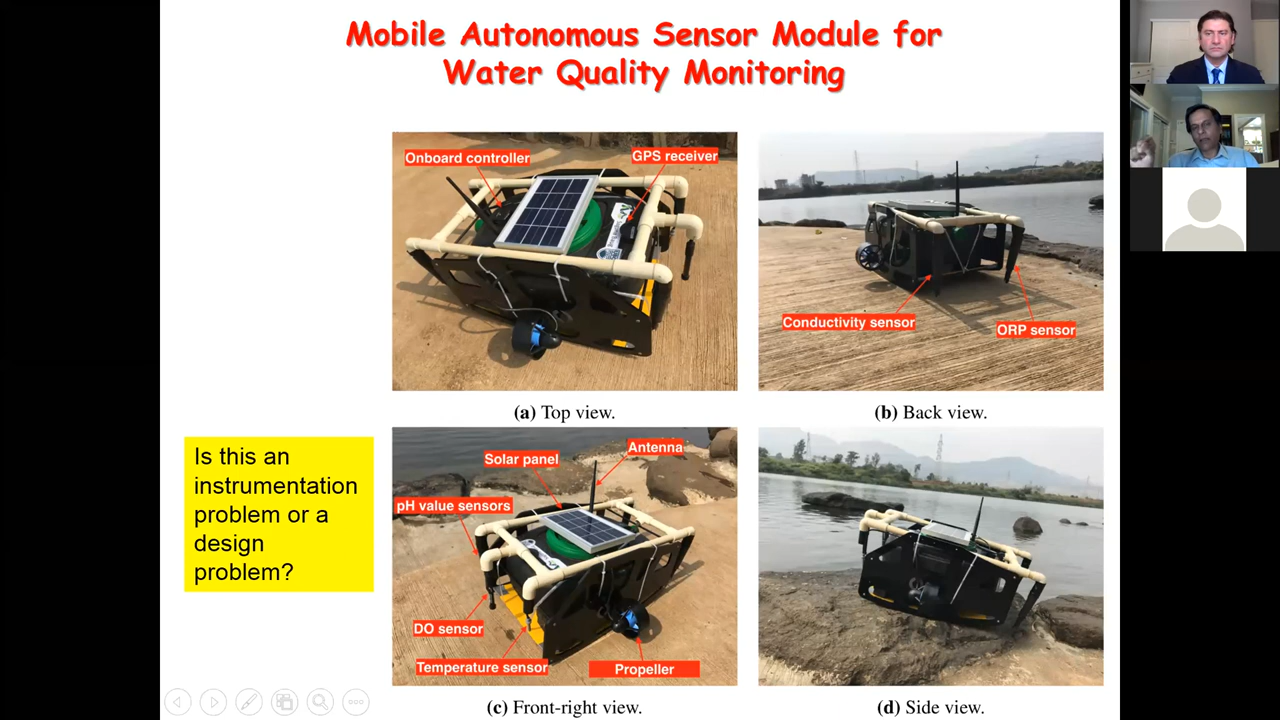 Mobile Autonomous Sensor Module for
Water Quality Monitoring
Onboard controller
GPS receiver
Conductivity sensor
ORP sensor
(a) Top view.
(b) Back view.
Is this an
instrumentation
problem or a
design
problem?
Antenna
Solar panel
pH value sensors
DO sensor
Temperature sensor
Propeller
(c) Front-right view.
(d) Side view.